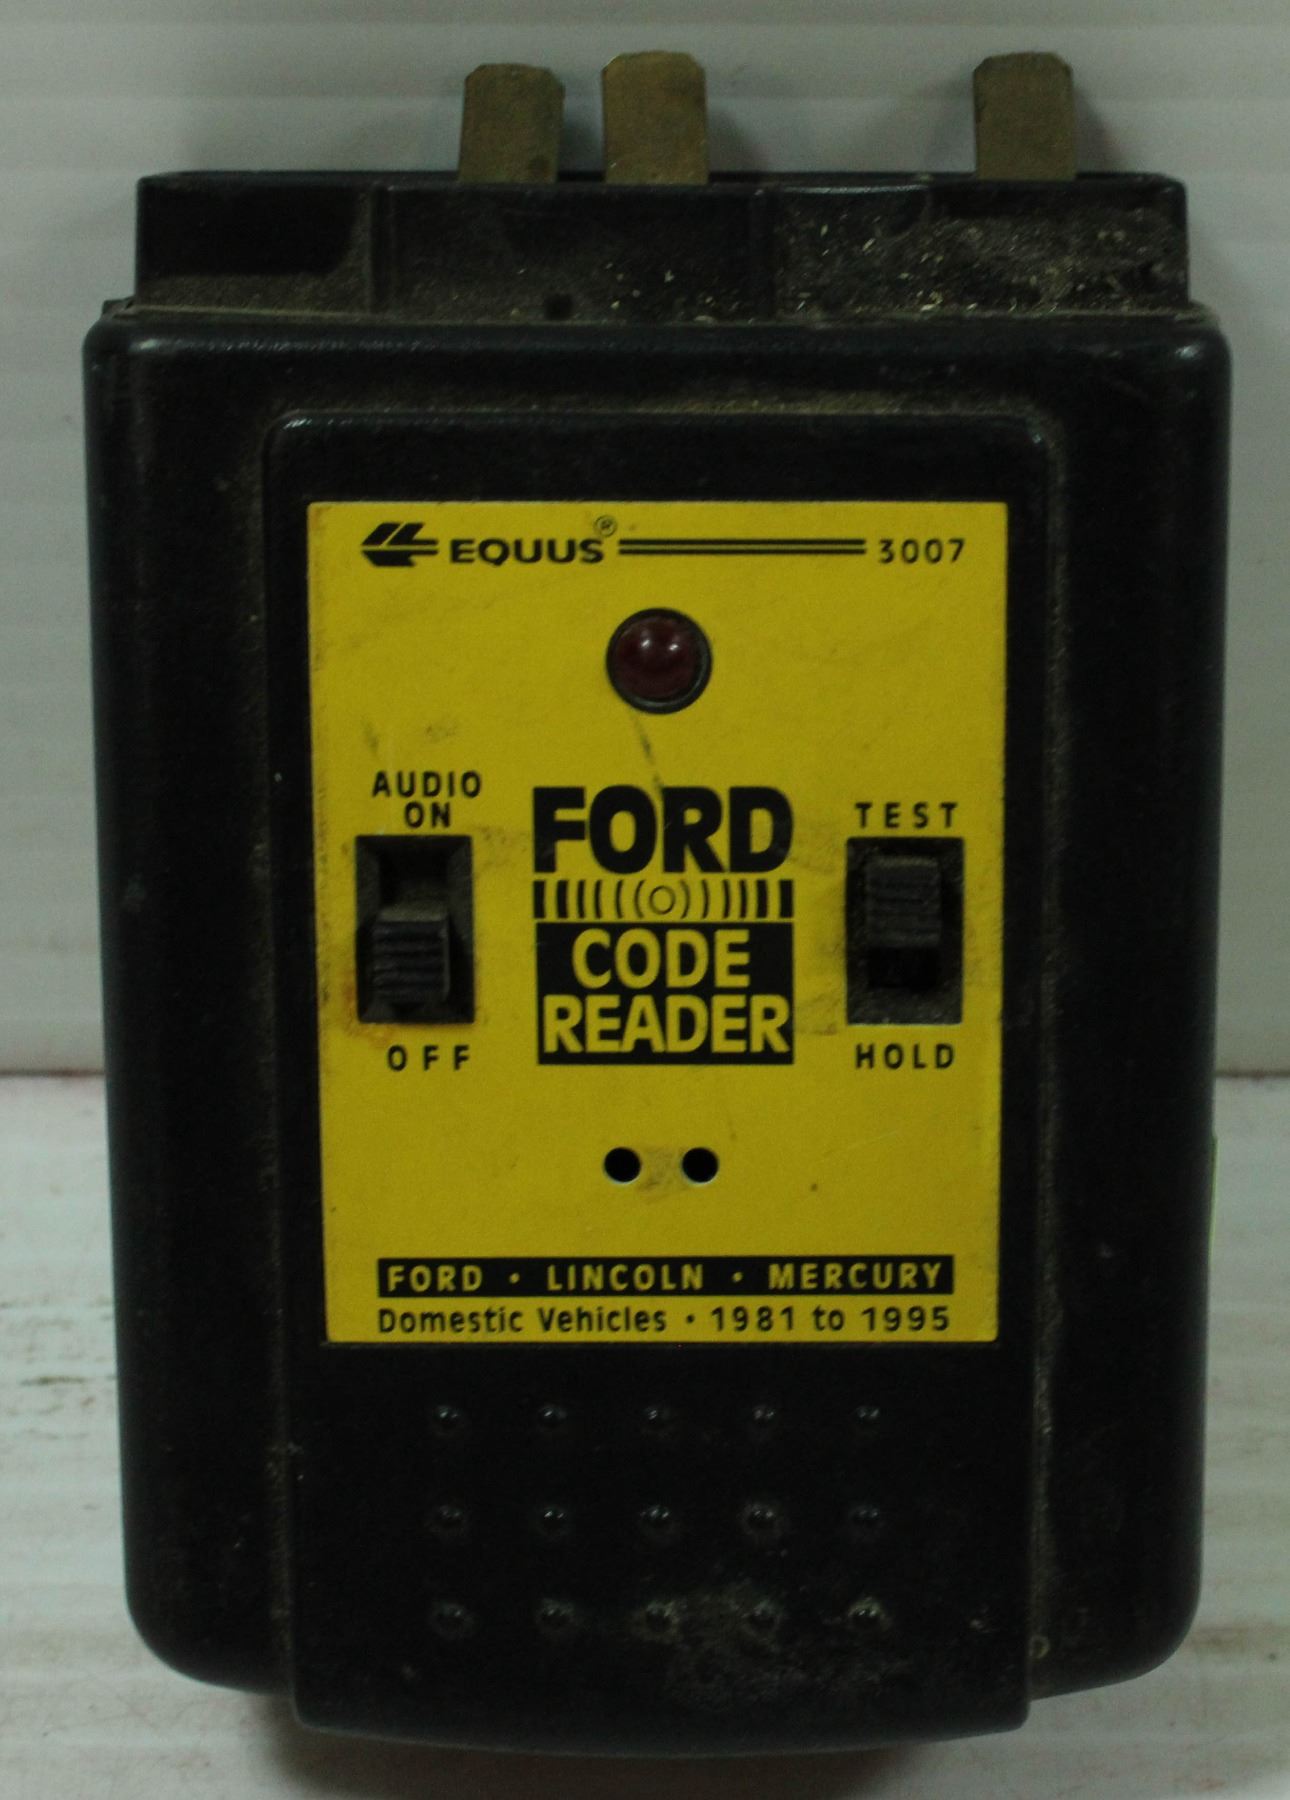 EQUUS® 3007
AUDIO
ON
OFF
FORD
CODE
READER
TEST
HOLD
FORD • LINCOLN • MERCURY
Domestic Vehicles • 1981 to 1995